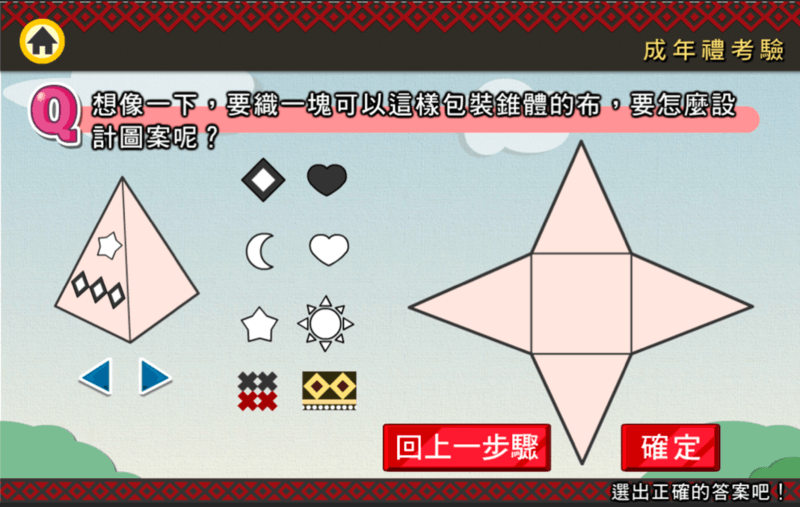 成年禮考驗
Q
想像一下，要織一塊可以這樣包裝錐體的布，要怎麼設
計圖案呢？
回上一步驟
確定
選出正確的答案吧！